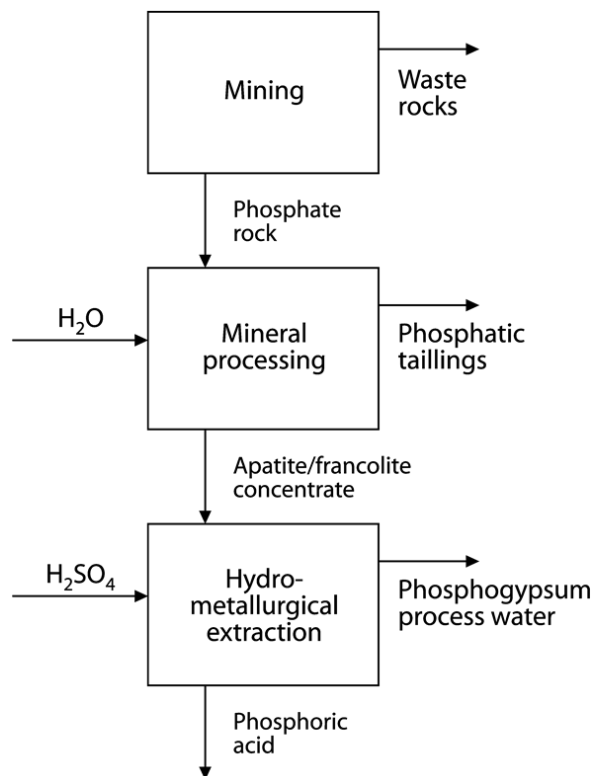 Mining
Waste
rocks
Phosphate
rock
H₂O
Mineral
processing
Phosphatic
taillings
Apatite/francolite
concentrate
H₂SO₄
Hydro-
metallurgical
extraction
Phosphogypsum
process water
Phosphoric
acid